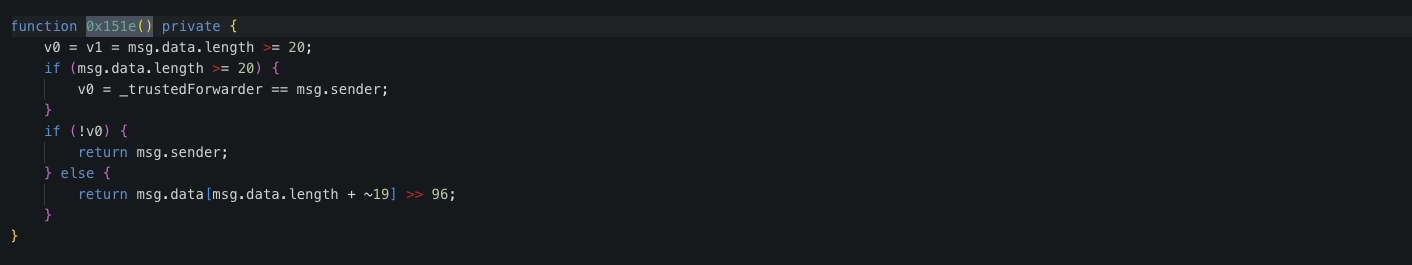 function 0x151e() private {
    v0 = v1 = msg.data.length >= 20;
    if (msg.data.length >= 20) {
        v0 = _trustedForwarder == msg.sender;
    }
    if (!v0) {
        return msg.sender;
    } else {
        return msg.data[msg.data.length + ~19] >> 96;
    }
}